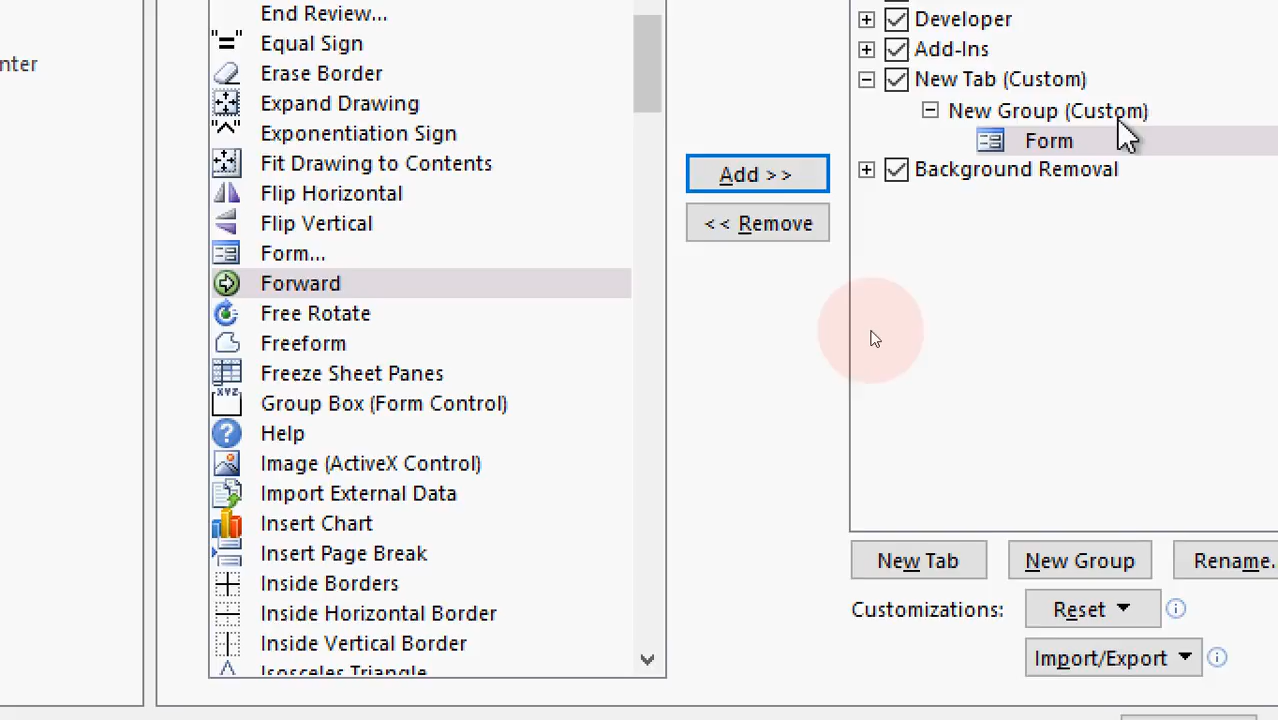 nter
End Review...
Equal Sign
Erase Border
Expand Drawing
Exponentiation Sign
Fit Drawing to Contents
Flip Horizontal
Flip Vertical
Form...
Forward
Free Rotate
Freeform
Freeze Sheet Panes
XYZ
Group Box (Form Control)
Help
Image (ActiveX Control)
Import External Data
Insert Chart
Insert Page Break
Inside Borders
Inside Horizontal Border
Inside Vertical Border
Isosceles Triangle
Add >>
<< Remove
Developer
Add-Ins
New Tab (Custom)
New Group (Custom)
Form
Background Removal
New Tab
New Group
Rename.
Customizations:
Reset
Import/Export